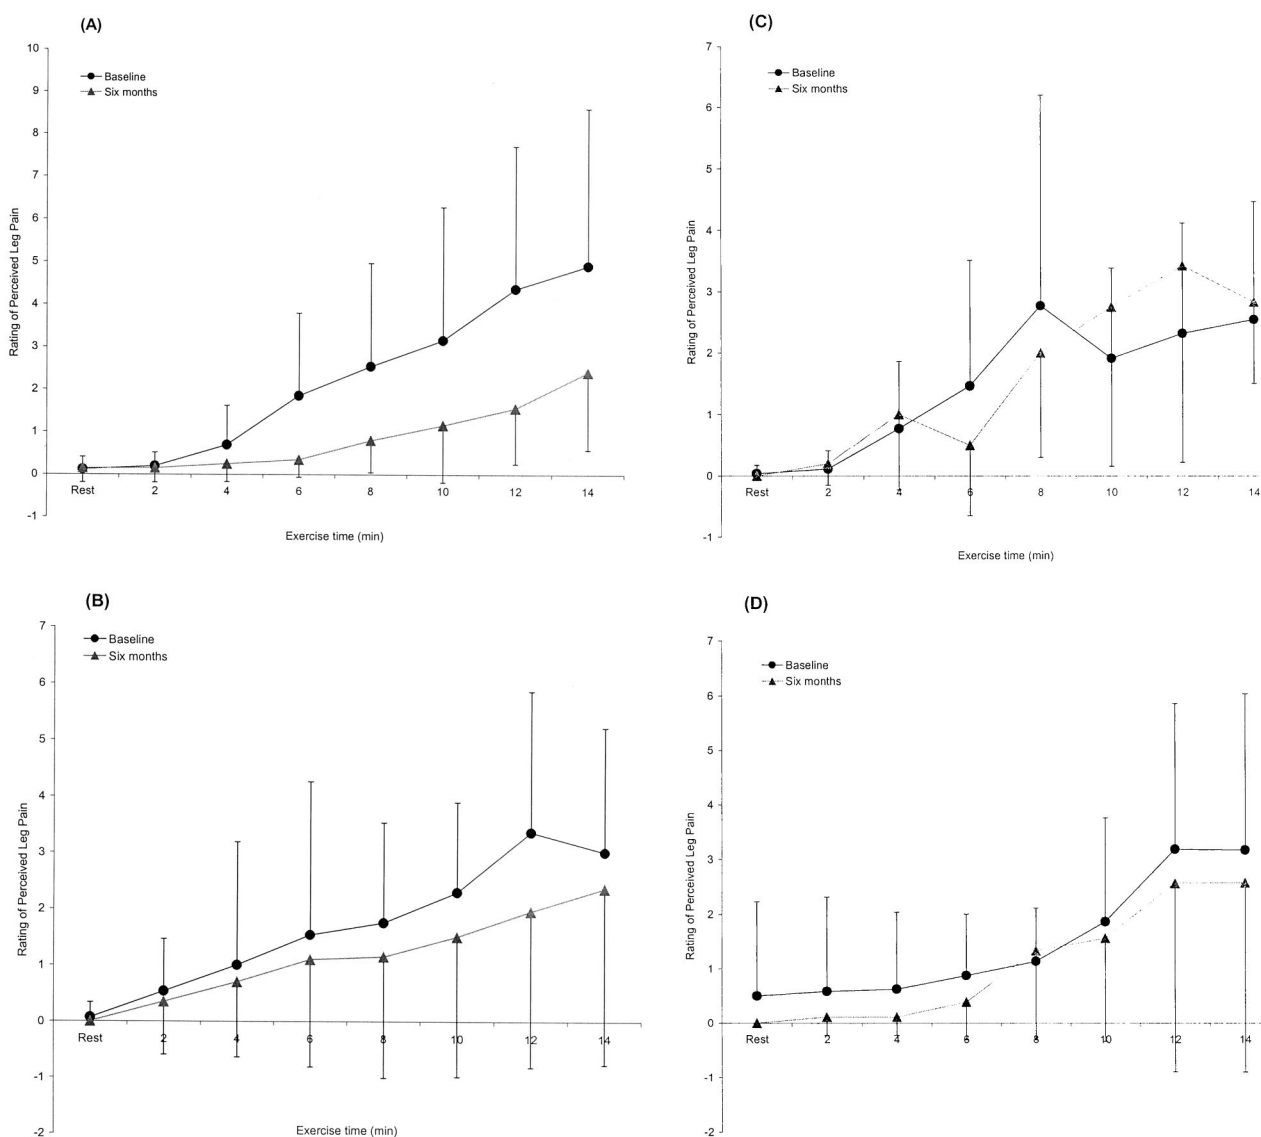 (A)
10
9
8
7
6
5
4
3
2
1
0
-1
Baseline
Six months
Rating of Perceived Leg Pain
Rest 2 4 6 8 10 12 14
Exercise time (min)
(C)
7
6
5
4
3
2
1
0
-1
Baseline
Six months
Rating of Perceived Leg Pain
Rest 2 4 6 8 10 12 14
Exercise time (min)
(B)
7
6
5
4
3
2
1
0
-1
-2
Baseline
Six months
Rating of Perceived Leg Pain
Rest 2 4 6 8 10 12 14
Exercise time (min)
(D)
7
6
5
4
3
2
1
0
-1
-2
Baseline
Six months
Rating of Perceived Leg Pain
Rest 2 4 6 8 10 12 14